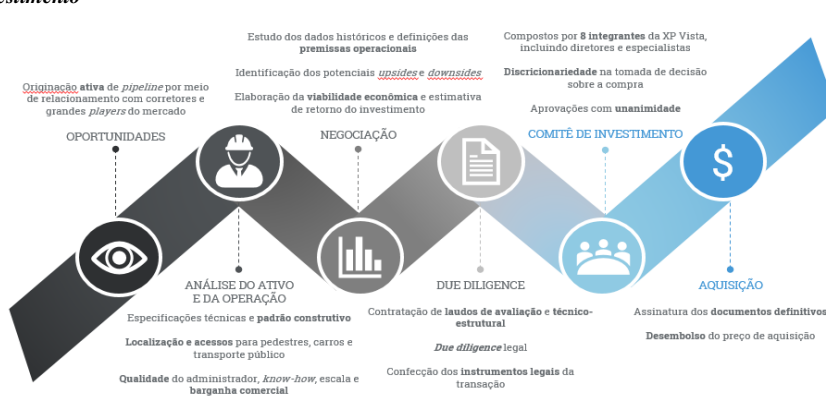 Estudo dos dados históricos e definições das
premissas operacionais
Identificação dos potenciais upsides e downsides
Elaboração da viabilidade econômica e estimativa
de retorno do investimento
NEGOCIAÇÃO
Compostos por 8 integrantes da XP Vista,
incluindo diretores e especialistas
Discricionariedade na tomada de decisão
sobre a compra
Aprovações com unanimidade
COMITÊ DE INVESTIMENTO
Originação ativa de pipeline por meio
de relacionamento com corretores e
grandes players do mercado
OPORTUNIDADES
$
ANÁLISE DO ATIVO
E DA OPERAÇÃO
Especificações técnicas e padrão construtivo
Localização e acessos para pedestres, carros e
transporte público
Qualidade do administrador, know-how, escala e
barganha comercial
DUE DILIGENCE
Contratação de laudos de avaliação e técnico-
estrutural
Due diligence legal
Confecção dos instrumentos legais da
transação
AQUISIÇÃO
Assinatura dos documentos definitivos
Desembolso do preço de aquisição